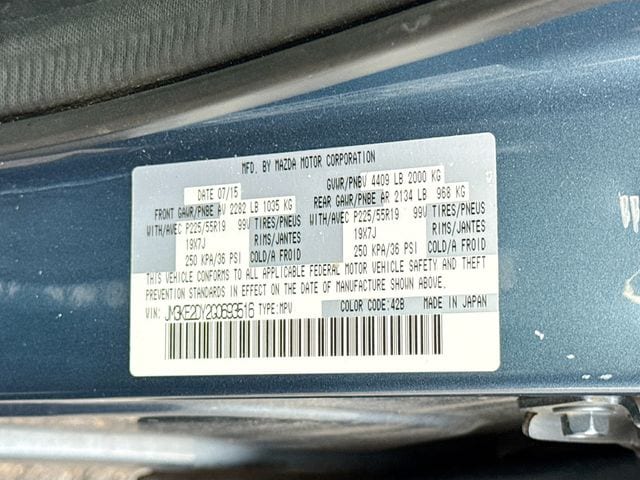 MFD. BY MAZDA MOTOR CORPORATION
DATE 07/15 GVWR/PNBV 4409 LB 2000 KG
FRONT GAWR/PNBE AV 2282 LB 1035 KG REAR GAWR/PNBE AR 2134 LB 968 KG
WITH/AVEC P225/55R19 99V TIRES/PNEUS WITH/AVEC P225/55R19 99V TIRES/PNEUS
19X7J RIMS/JANTES 19X7J RIMS/JANTES
250 KPA/36 PSI COLD/A FROID 250 KPA/36 PSI COLD/A FROID
THIS VEHICLE CONFORMS TO ALL APPLICABLE FEDERAL MOTOR VEHICLE SAFETY AND THEFT
PREVENTION STANDARDS IN EFFECT ON THE DATE OF MANUFACTURE SHOWN ABOVE.
VIN: JM3KE2DY2G0693516 TYPE:MPV COLOR CODE:42B MADE IN JAPAN